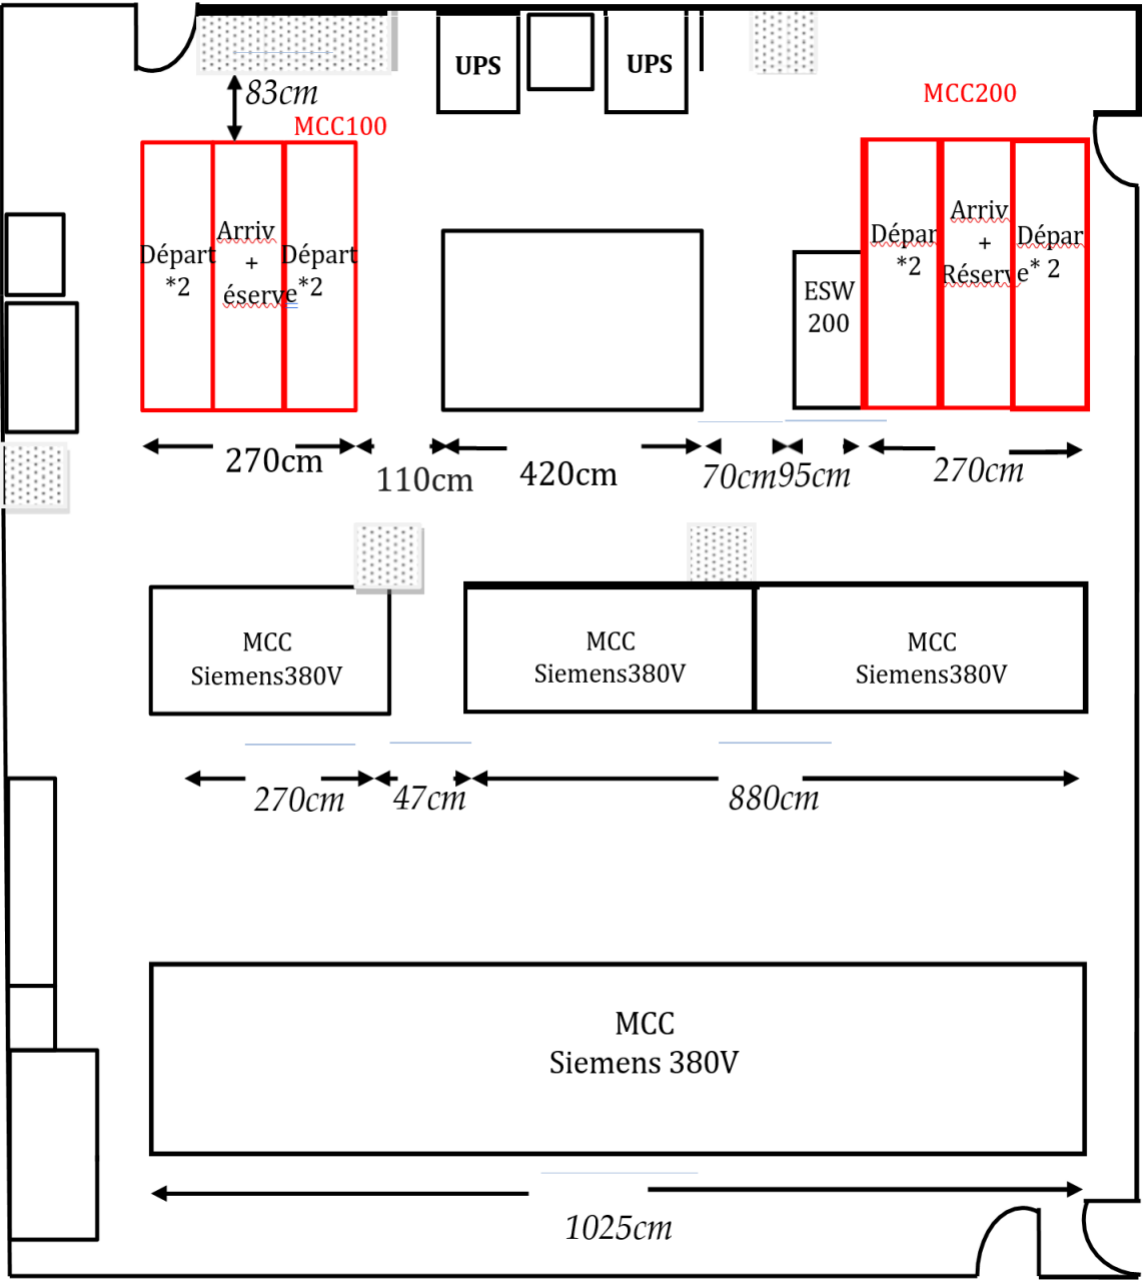 UPS
UPS
83cm
MCC200
MCC100
Départ
*2
Arriv
+
éserve
Départ
*2
ESW
200
Dépar
*2
Arriv
+
Réserve
Dépar
* 2
270cm
110cm
420cm
70cm
95cm
270cm
MCC
Siemens380V
MCC
Siemens380V
MCC
Siemens380V
270cm
47cm
880cm
MCC
Siemens 380V
1025cm